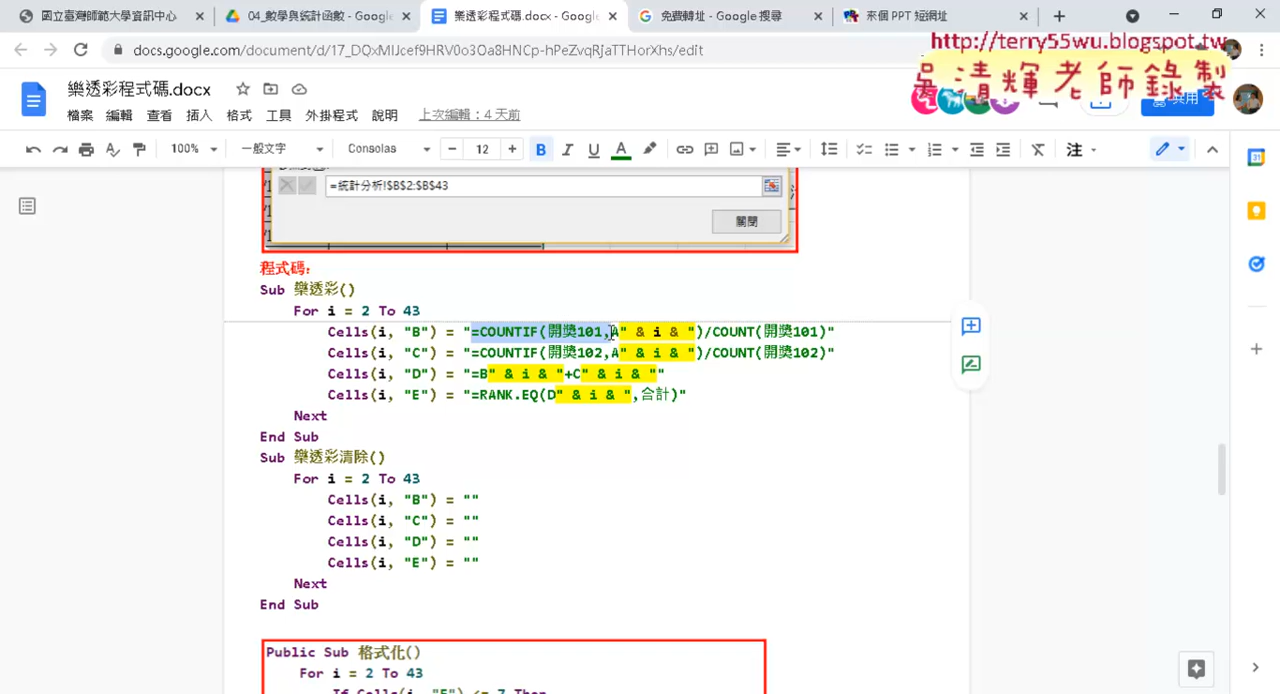 國立臺灣師範大學資訊中心
04_數學與統計函數 - Google
樂透彩程式碼.docx - Google
免費轉址 - Google 搜尋
來個 PPT 短網址
docs.google.com/document/d/17_DQxMIJcef9HRV0o3Oa8HNCp-hPeZvqRjaTTHorXhs/edit
http://terry55wu.blogspot.tw
吳清輝老師錄製
樂透彩程式碼.docx
檔案 編輯 查看 插入 格式 工具 外掛程式 說明 上次編輯：4 天前
共用
100% 一般文字 Consolas 12 B I U A 注
=統計分析!$B$2:$B$43
關閉
程式碼：
Sub 樂透彩()
For i = 2 To 43
Cells(i, "B") = "=COUNTIF(開獎101,A" & i & ")/COUNT(開獎101)"
Cells(i, "C") = "=COUNTIF(開獎102,A" & i & ")/COUNT(開獎102)"
Cells(i, "D") = "=B" & i & "+C" & i & ""
Cells(i, "E") = "=RANK.EQ(D" & i & ",合計)"
Next
End Sub
Sub 樂透彩清除()
For i = 2 To 43
Cells(i, "B") = ""
Cells(i, "C") = ""
Cells(i, "D") = ""
Cells(i, "E") = ""
Next
End Sub
Public Sub 格式化()
For i = 2 To 43
If Cells(i, "E") <= 7 Then